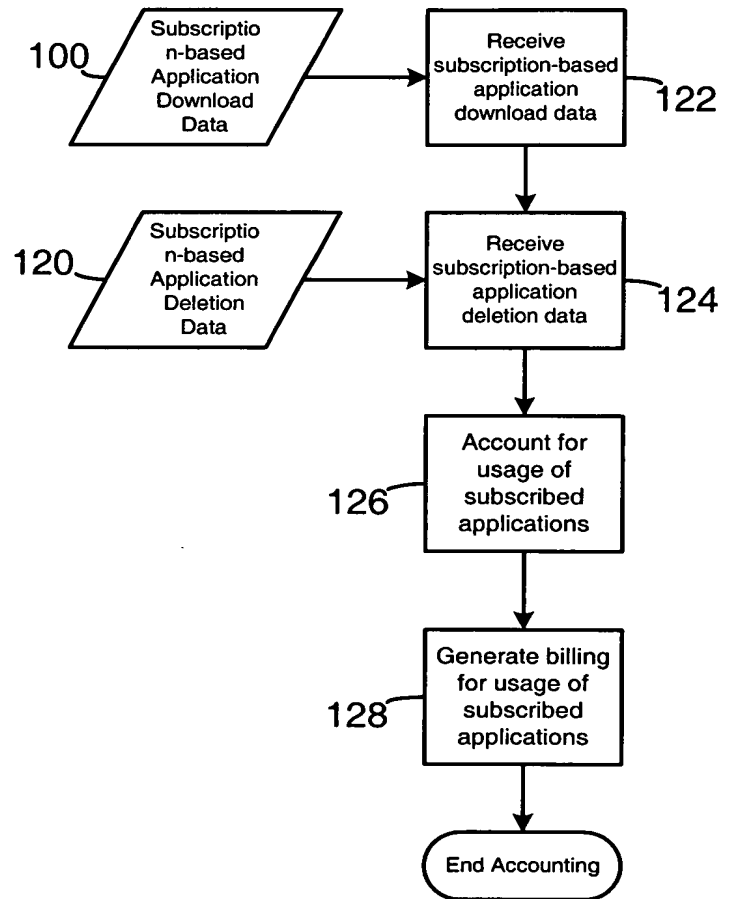 100
Subscriptio
n-based
Application
Download
Data
Receive
subscription-based
application
download data
122
120
Subscriptio
n-based
Application
Deletion
Data
Receive
subscription-based
application
deletion data
124
126
Account for
usage of
subscribed
applications
128
Generate billing
for usage of
subscribed
applications
End Accounting